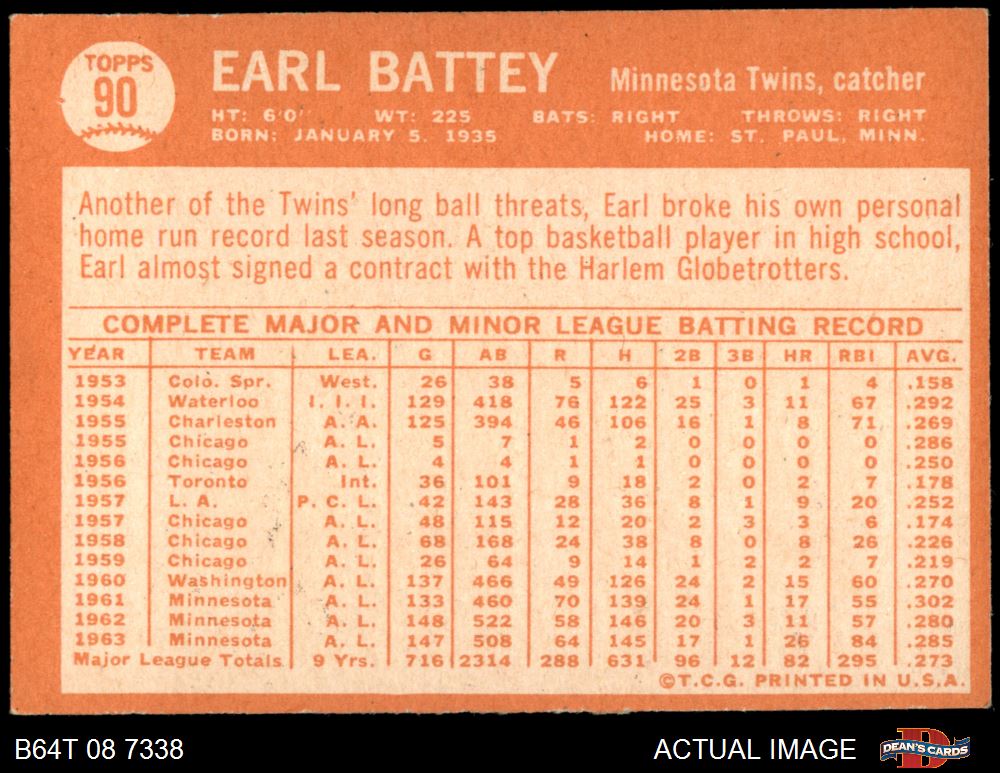 TOPPS
90
EARL BATTEY Minnesota Twins, catcher
HT: 6'0" WT: 225 BATS: RIGHT THROWS: RIGHT
BORN: JANUARY 5, 1935 HOME: ST. PAUL, MINN.
Another of the Twins' long ball threats, Earl broke his own personal
home run record last season. A top basketball player in high school,
Earl almost signed a contract with the Harlem Globetrotters.
COMPLETE MAJOR AND MINOR LEAGUE BATTING RECORD
YEAR TEAM LEA. G AB R H 2B 3B HR RBI AVG.
1953 Colo. Spr. West. 26 38 5 6 1 0 1 4 .158
1954 Waterloo I. I. I. 129 418 76 122 25 3 11 67 .292
1955 Charleston A. A. 125 394 46 106 16 1 8 71 .269
1955 Chicago A. L. 5 7 1 2 0 0 0 0 .286
1956 Chicago A. L. 4 4 1 1 0 0 0 0 .250
1956 Toronto Int. 36 101 9 18 2 0 2 7 .178
1957 L. A. P. C. L. 42 143 28 36 8 1 9 20 .252
1957 Chicago A. L. 48 115 12 20 2 3 3 6 .174
1958 Chicago A. L. 68 168 24 38 8 0 8 26 .226
1959 Chicago A. L. 26 64 9 14 1 2 2 7 .219
1960 Washington A. L. 137 466 49 126 24 2 15 60 .270
1961 Minnesota A. L. 133 460 70 139 24 1 17 55 .302
1962 Minnesota A. L. 148 522 58 146 20 3 11 57 .280
1963 Minnesota A. L. 147 508 64 145 17 1 26 84 .285
Major League Totals 9 Yrs. 716 2314 288 631 96 12 82 295 .273
©T.C.G. PRINTED IN U.S.A.
B64T 08 7338 ACTUAL IMAGE DEAN'S CARDS